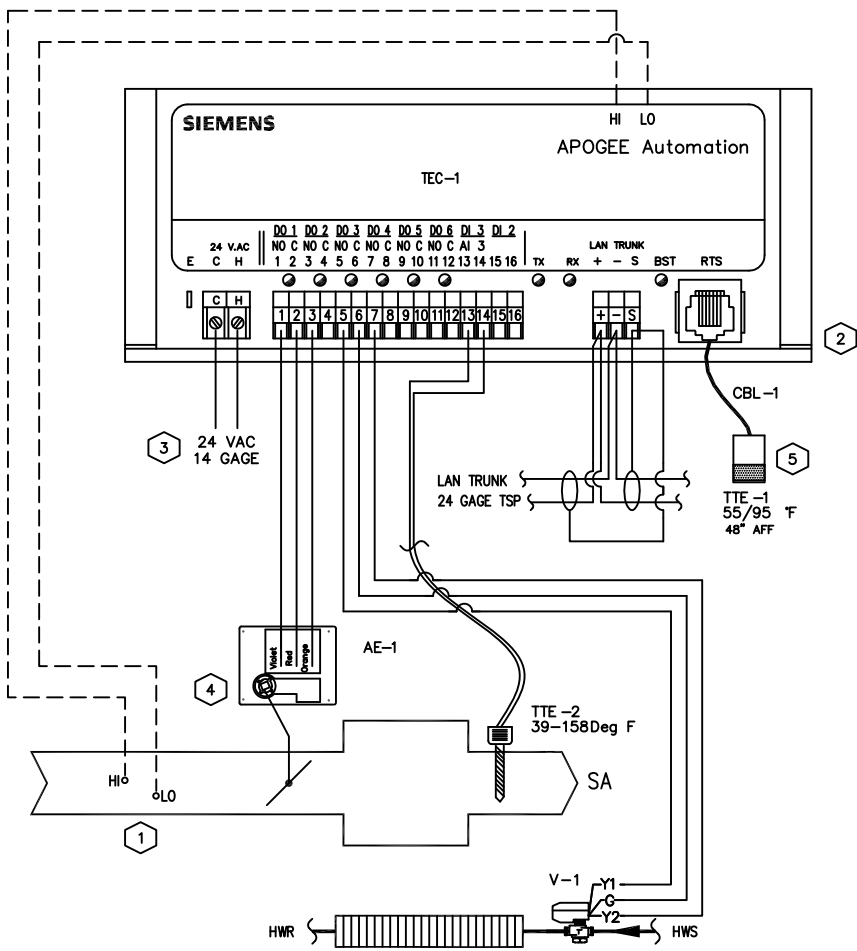 HI LO
SIEMENS
APOGEE Automation
TEC-1
DO 1 DO 2 DO 3 DO 4 DO 5 DO 6 DI 3 DI 2
24 V.AC NO C NO C NO C NO C NO C NO C AI 3 LAN TRUNK
E C H 1 2 3 4 5 6 7 8 9 10 11 12 13 14 15 16 TX RX + - S BST RTS
C H 1 2 3 4 5 6 7 8 9 10 11 12 13 14 15 16 + - S
2
CBL-1
3 24 VAC
14 GAGE
5
LAN TRUNK
24 GAGE TSP
TTE-1
55/95 °F
48" AFF
Violet
Red
Orange
AE-1
4
TTE-2
39-158Deg F
HI
LO
SA
1
V-1
Y1
G
Y2
HWR
HWS